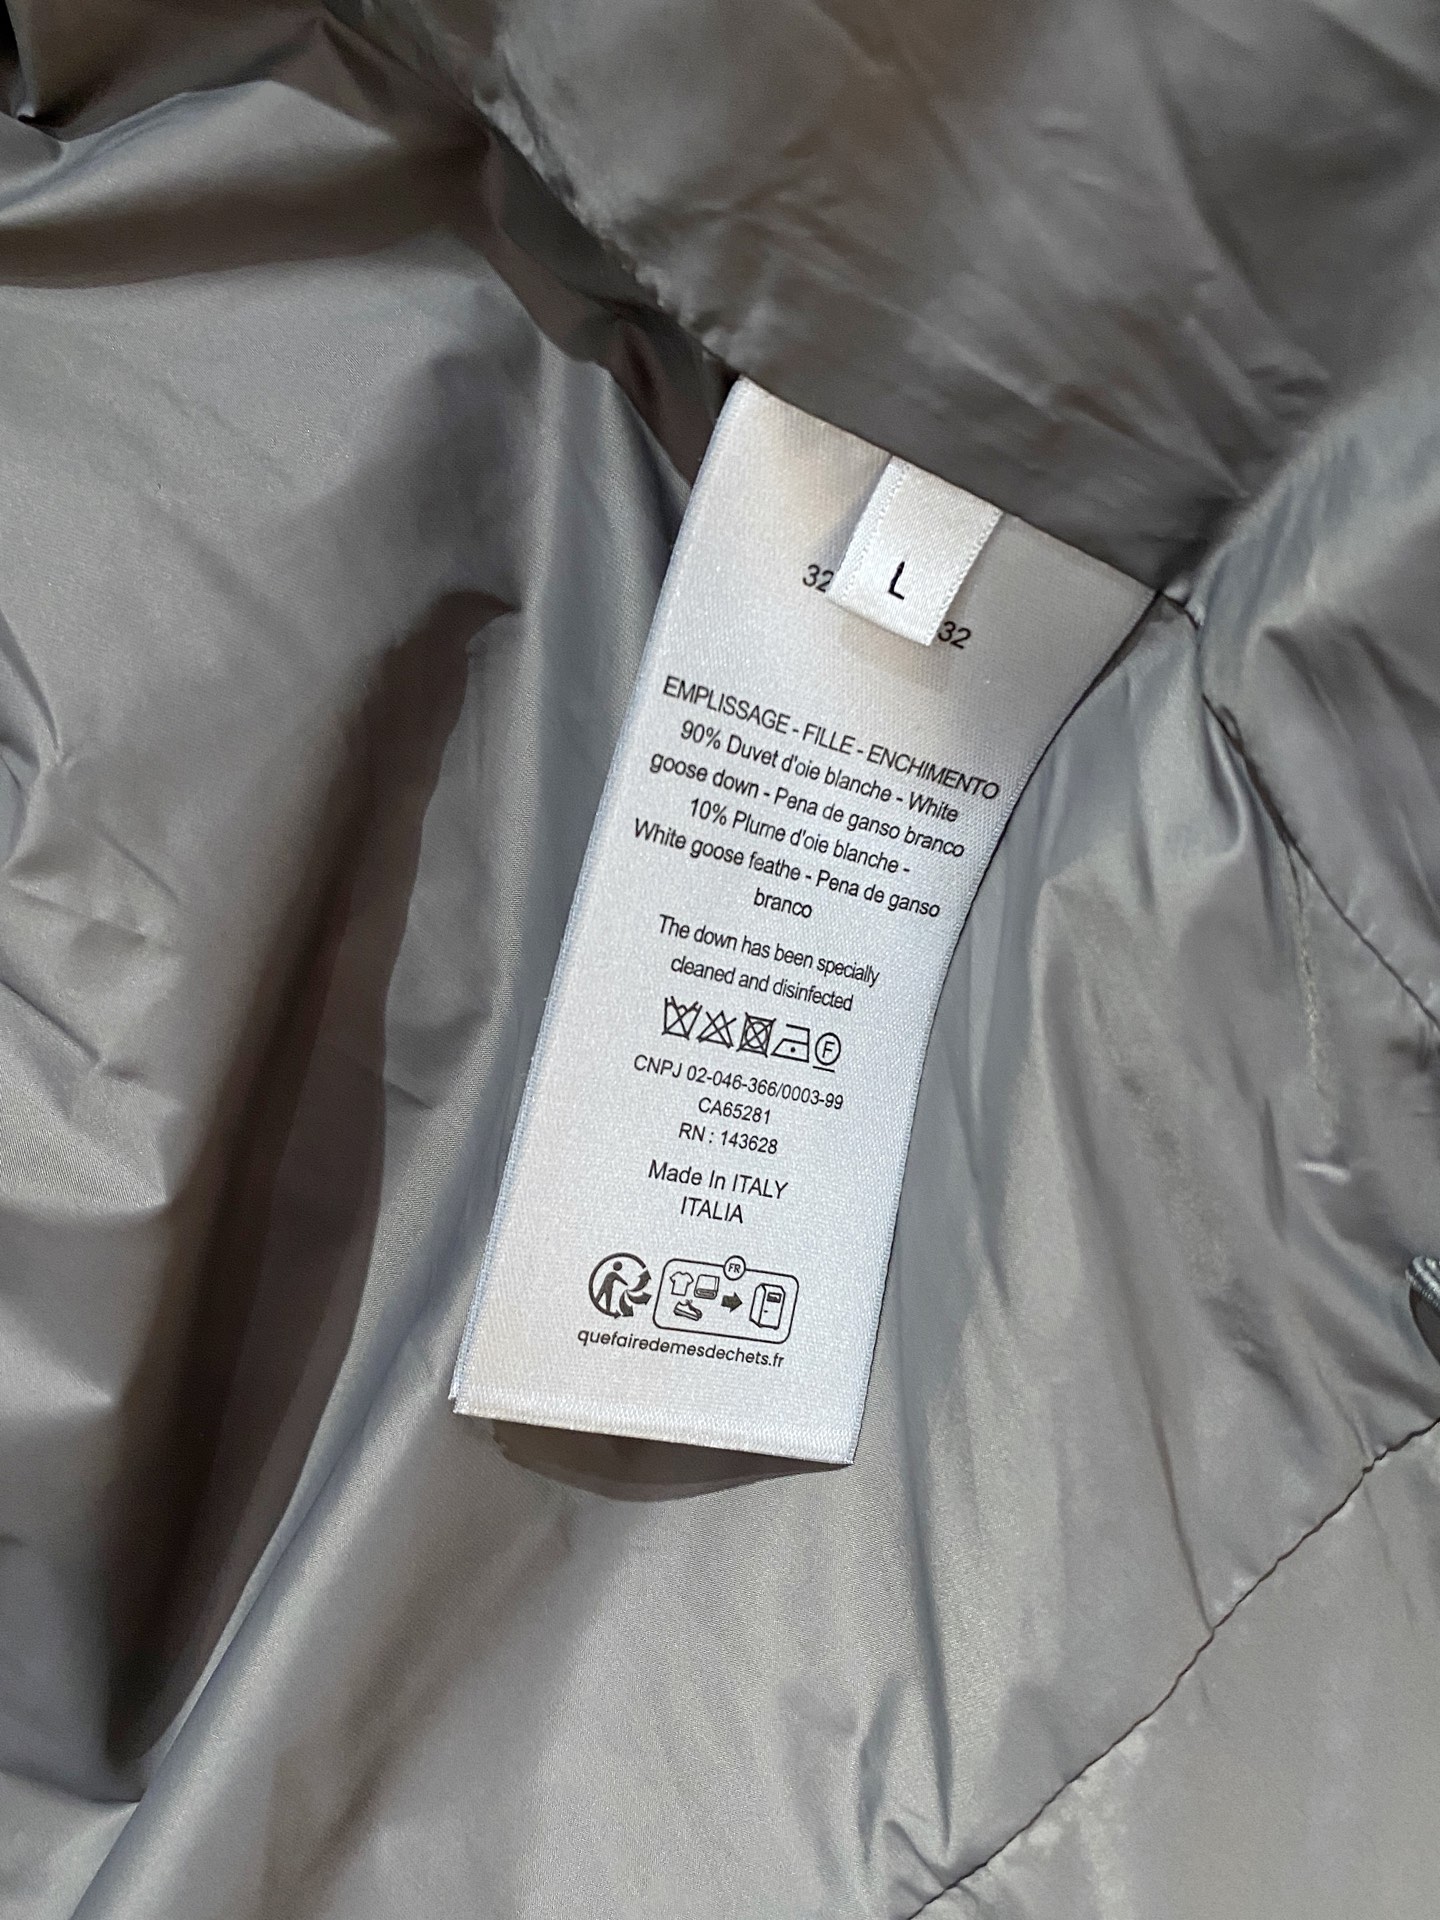 L
32
32
EMPLISSAGE - FILLE - ENCHIMENTO
90% Duvet d'oie blanche - White
goose down - Pena de ganso branco
10% Plume d'oie blanche -
White goose feathe - Pena de ganso
branco
The down has been specially
cleaned and disinfected
F
CNPJ 02-046-366/0003-99
CA65281
RN : 143628
Made In ITALY
ITALIA
FR
quefairedemesdechets.fr